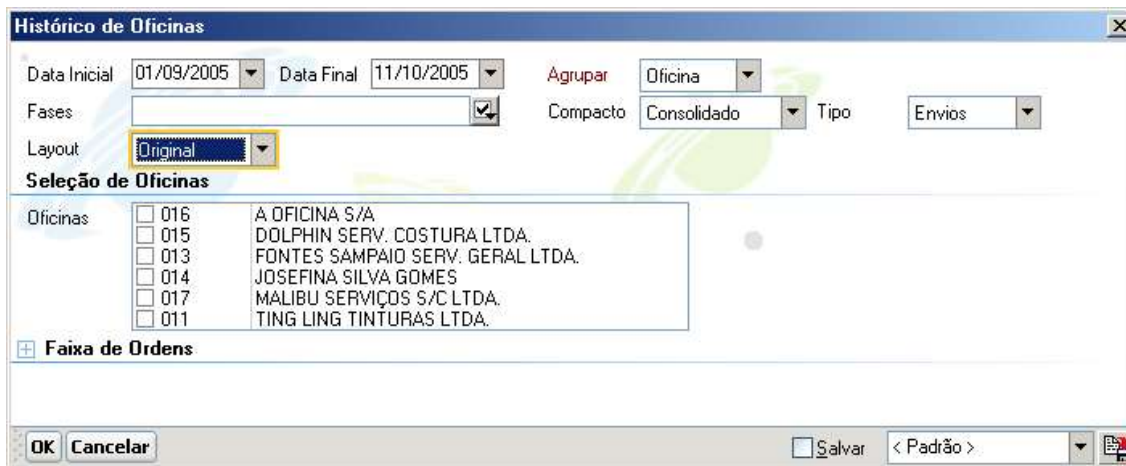 Histórico de Oficinas
Data Inicial 01/09/2005 Data Final 11/10/2005 Agrupar Oficina
Fases Compacto Consolidado Tipo Envios
Layout Original
Seleção de Oficinas
Oficinas 016 A OFICINA S/A
015 DOLPHIN SERV. COSTURA LTDA.
013 FONTES SAMPAIO SERV. GERAL LTDA.
014 JOSEFINA SILVA GOMES
017 MALIBU SERVIÇOS S/C LTDA.
011 TING LING TINTURAS LTDA.
Faixa de Ordens
OK Cancelar Salvar < Padrão >